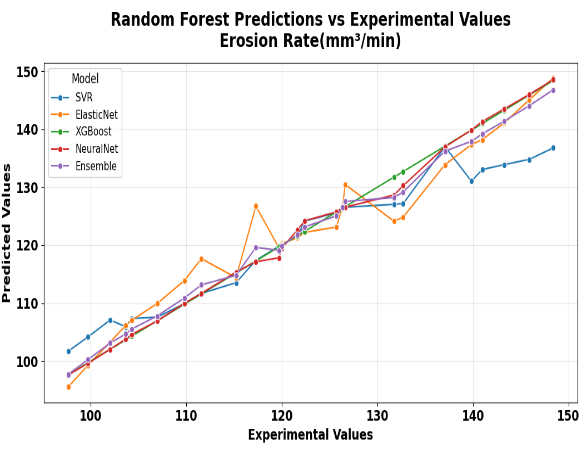 Random Forest Predictions vs Experimental Values
Erosion Rate(mm³/min)
150
140
130
120
110
100
Predicted Values
Model
SVR
ElasticNet
XGBoost
NeuralNet
Ensemble
100 110 120 130 140 150
Experimental Values